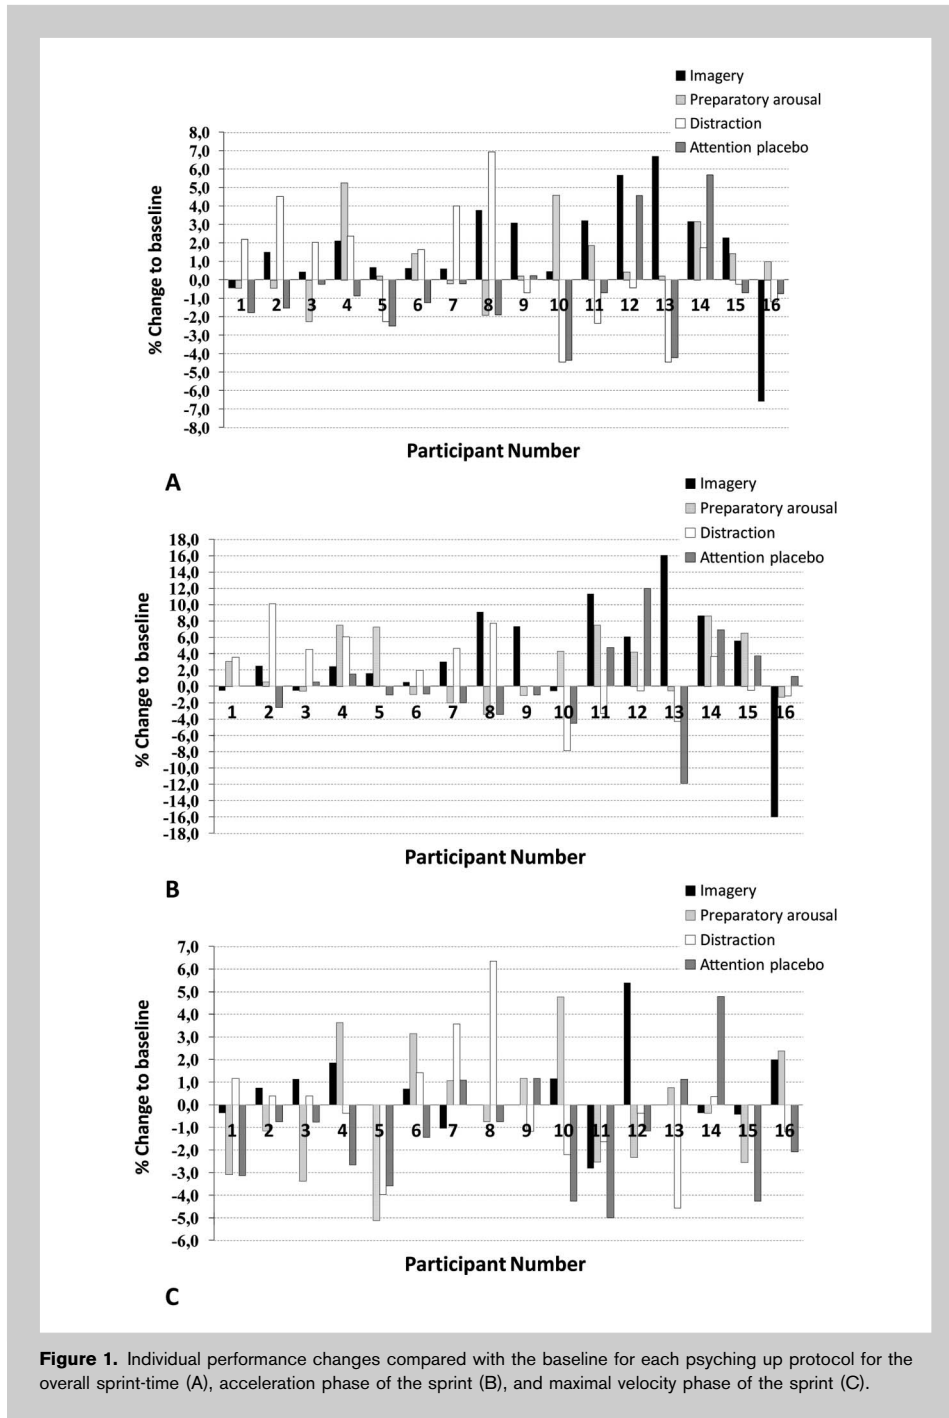 Imagery
Preparatory arousal
Distraction
Attention placebo
8,0
7,0
6,0
5,0
4,0
3,0
2,0
1,0
0,0
-1,0
-2,0
-3,0
-4,0
-5,0
-6,0
-7,0
-8,0
% Change to baseline
1 2 3 4 5 6 7 8 9 10 11 12 13 14 15 16
Participant Number
A
Imagery
Preparatory arousal
Distraction
Attention placebo
18,0
16,0
14,0
12,0
10,0
8,0
6,0
4,0
2,0
0,0
-2,0
-4,0
-6,0
-8,0
-10,0
-12,0
-14,0
-16,0
-18,0
% Change to baseline
1 2 3 4 5 6 7 8 9 10 11 12 13 14 15 16
Participant Number
B
Imagery
Preparatory arousal
Distraction
Attention placebo
7,0
6,0
5,0
4,0
3,0
2,0
1,0
0,0
-1,0
-2,0
-3,0
-4,0
-5,0
-6,0
% Change to baseline
1 2 3 4 5 6 7 8 9 10 11 12 13 14 15 16
Participant Number
C
Figure 1. Individual performance changes compared with the baseline for each psyching up protocol for the
overall sprint-time (A), acceleration phase of the sprint (B), and maximal velocity phase of the sprint (C).